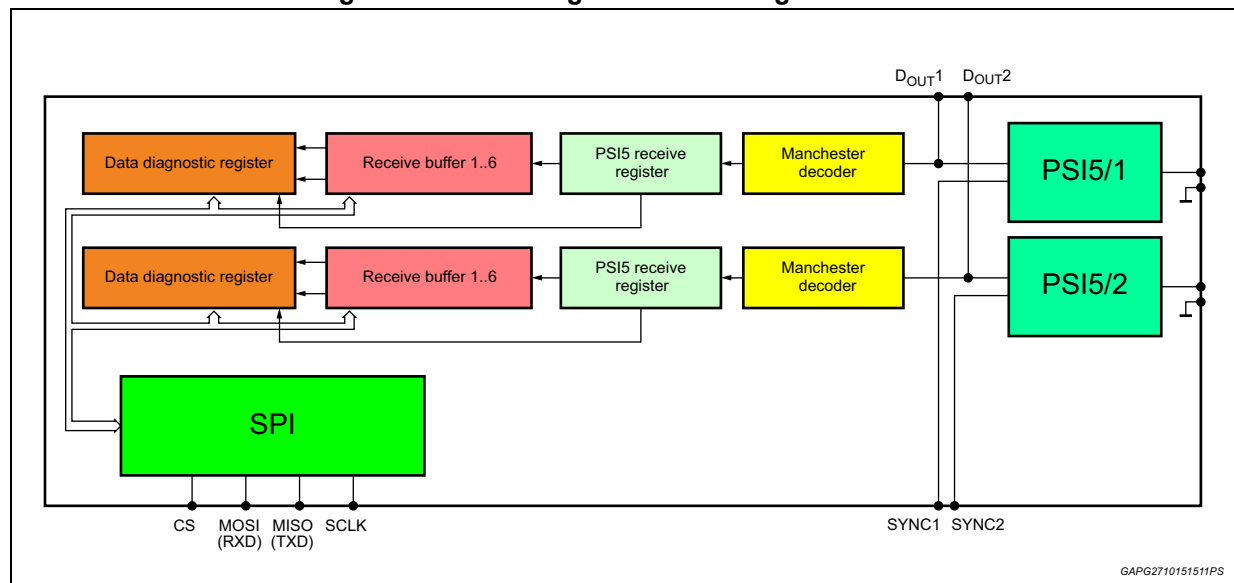 D_OUT1 D_OUT2
Data diagnostic register
Receive buffer 1..6
PSI5 receive
register
Manchester
decoder
PSI5/1
Data diagnostic register
Receive buffer 1..6
PSI5 receive
register
Manchester
decoder
PSI5/2
SPI
CS
MOSI
(RXD)
MISO
(TXD)
SCLK
SYNC1 SYNC2
GAPG2710151511PS